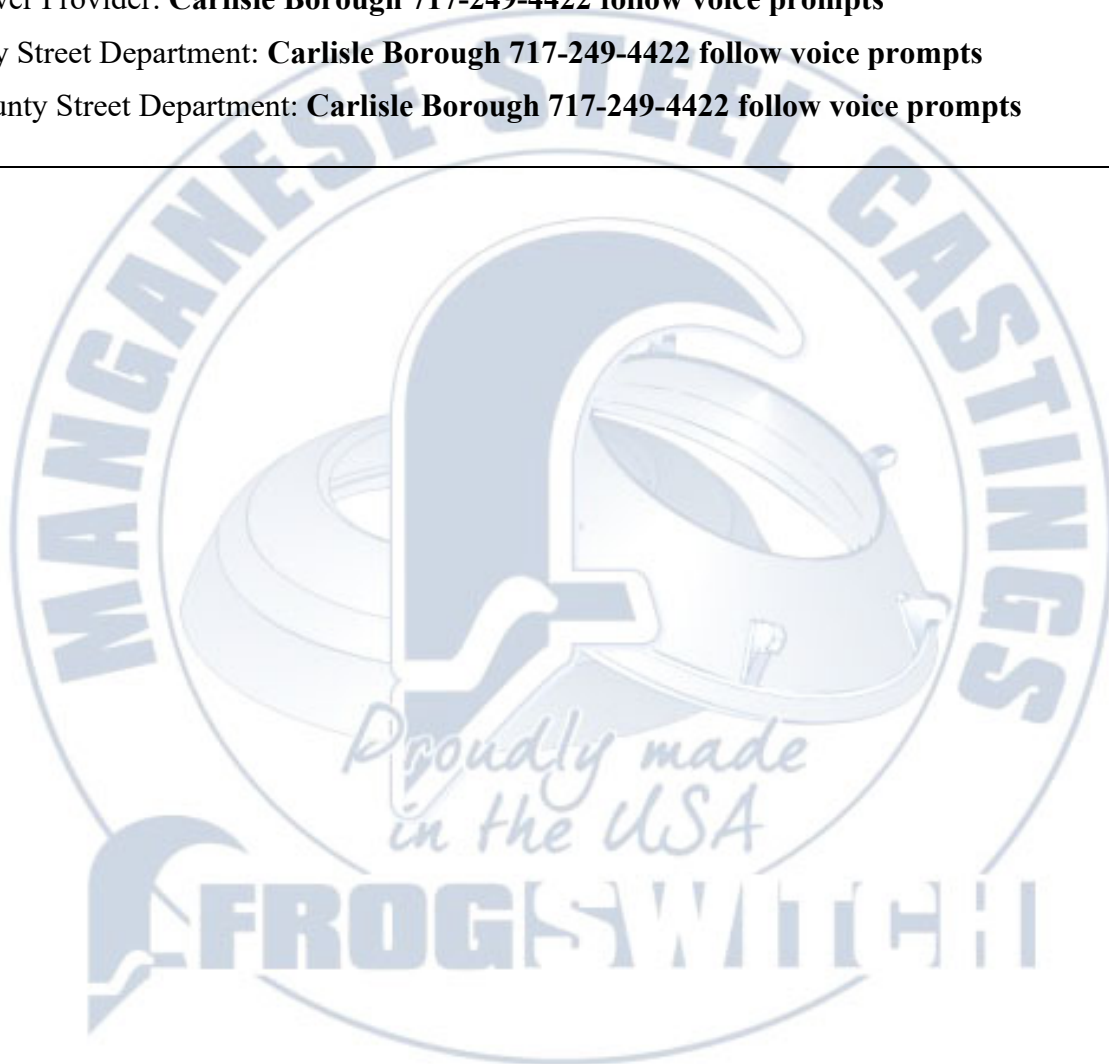 ver Provider: Carlisle Borough 717-249-4422 follow voice prompts
y Street Department: Carlisle Borough 717-249-4422 follow voice prompts
unty Street Department: Carlisle Borough 717-249-4422 follow voice prompts
MANGANESE STEEL CASTINGS
Proudly made
in the USA
FROGSWITCH